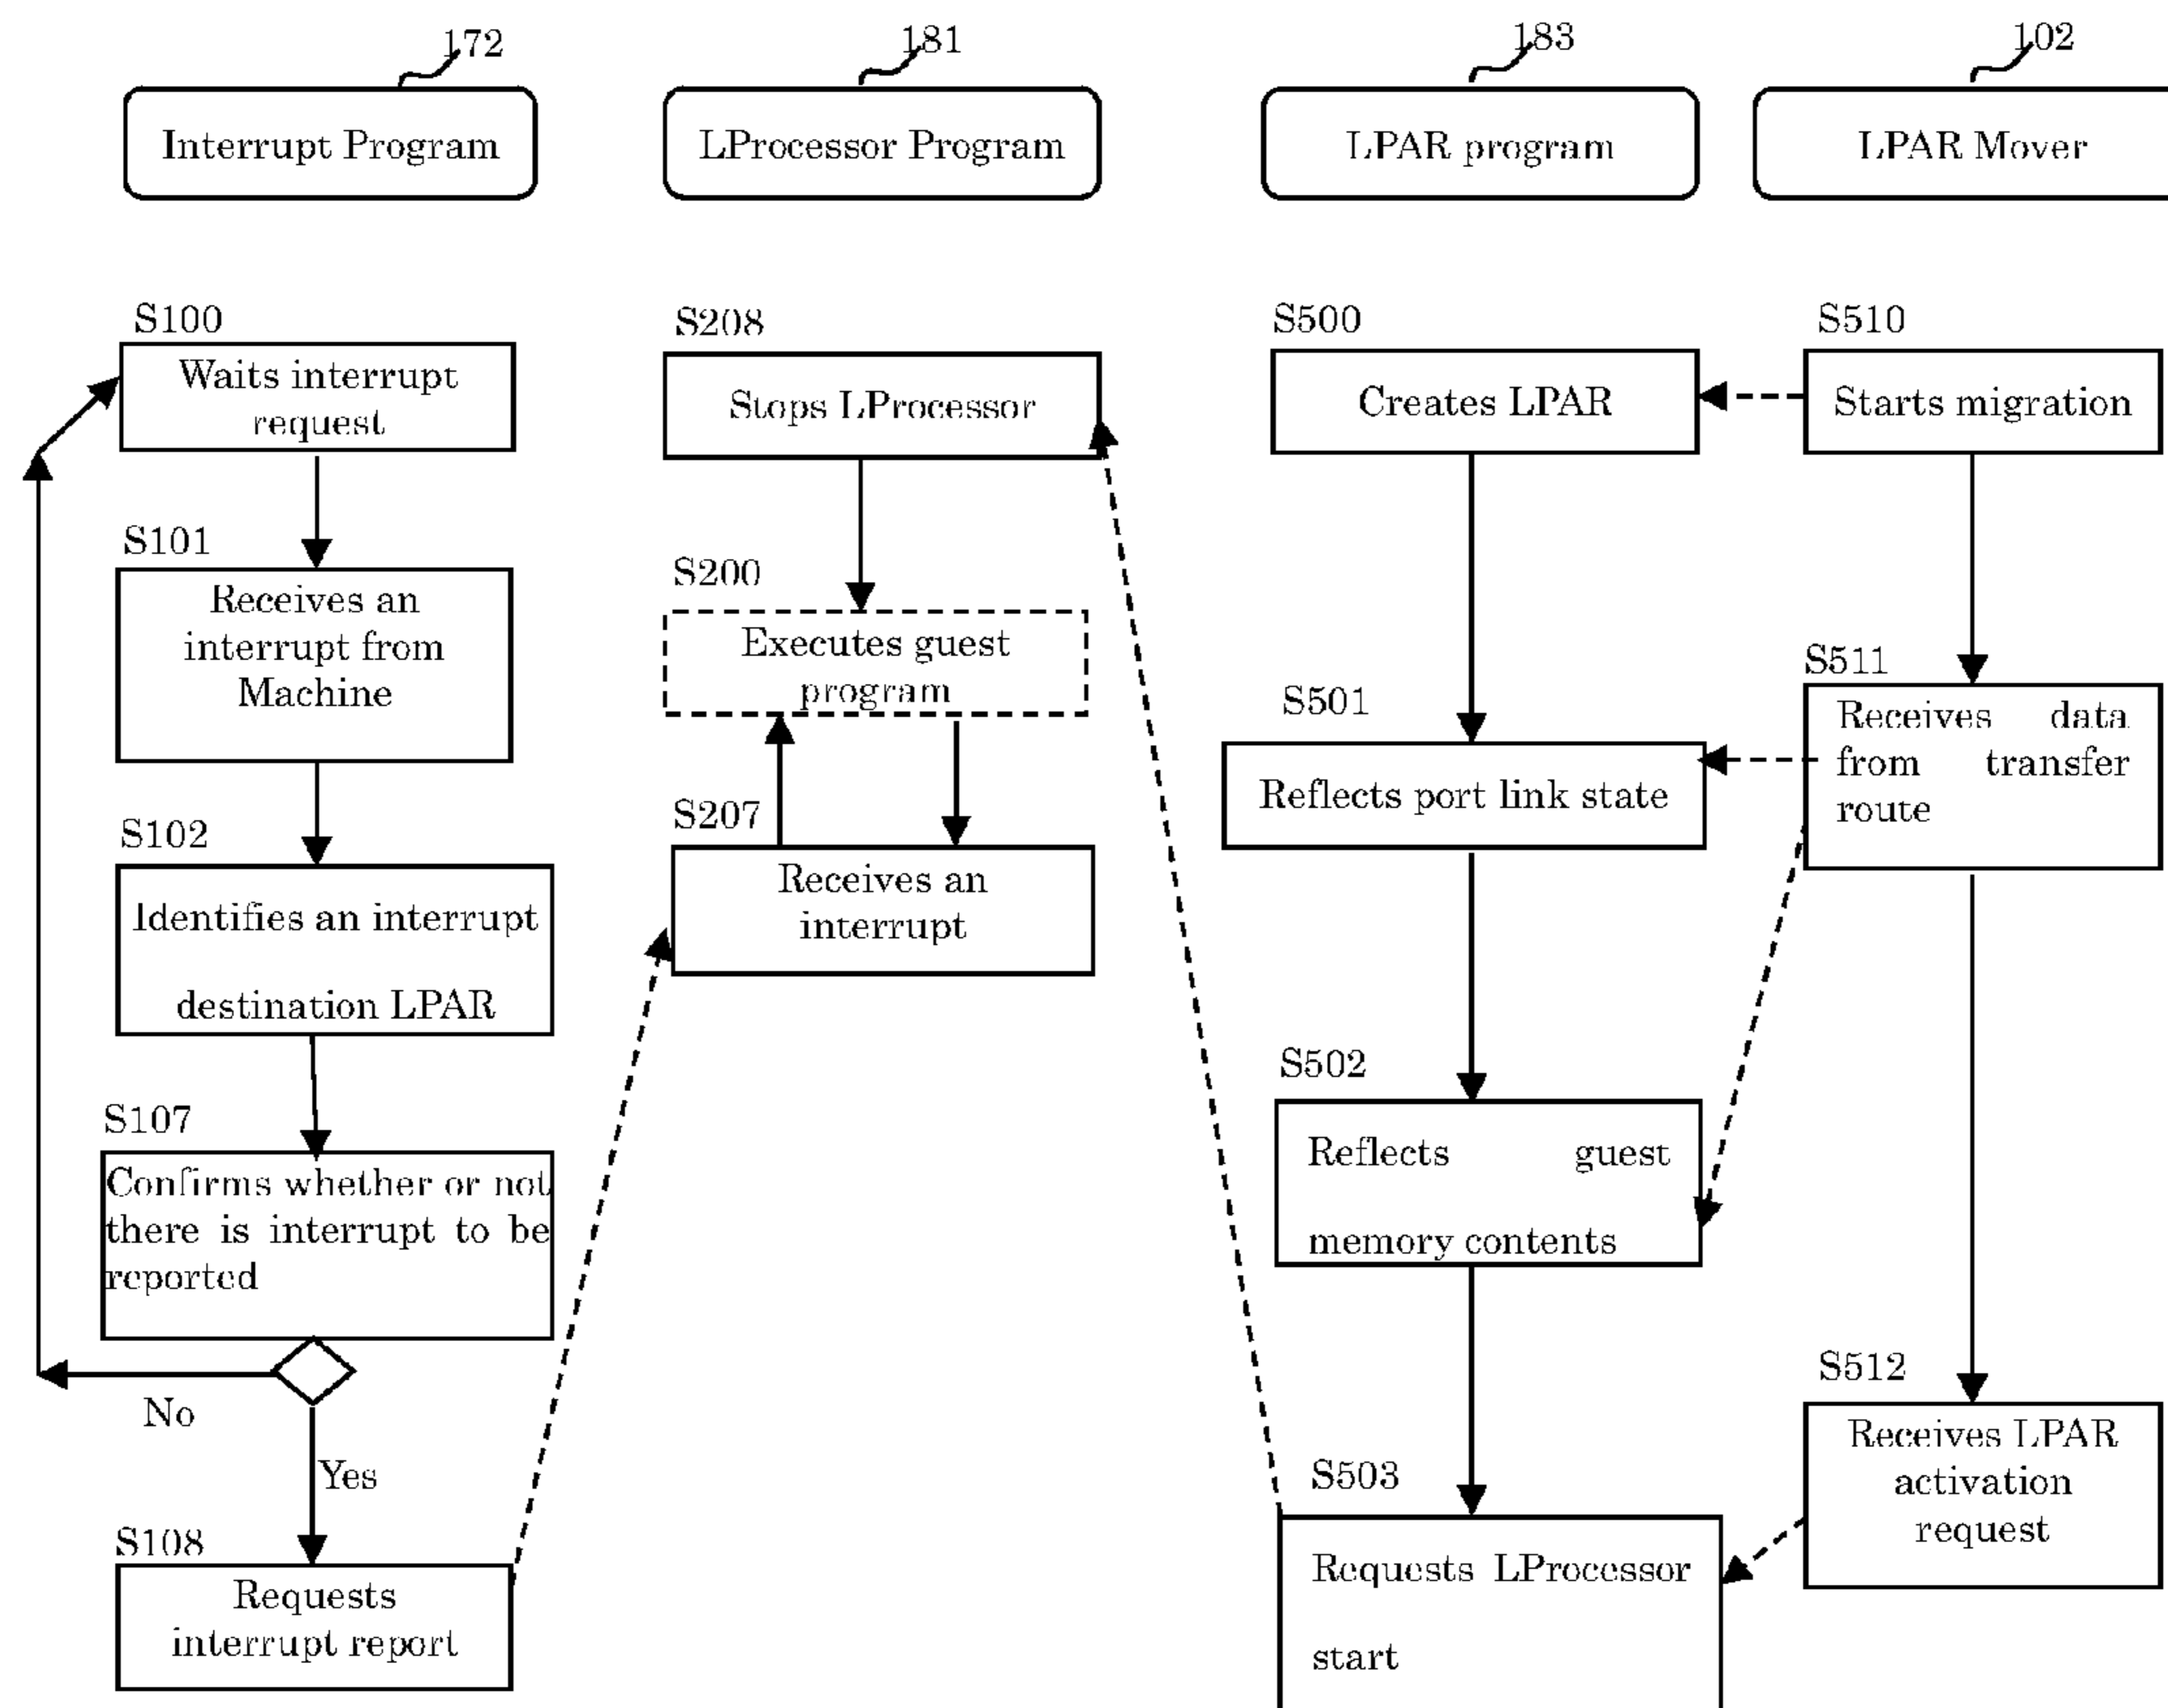 172
181
183
102
Interrupt Program
LProcessor Program
LPAR program
LPAR Mover
S100
Waits interrupt
request
S101
Receives an
interrupt from
Machine
S102
Identifies an interrupt
destination LPAR
S107
Confirms whether or not
there is interrupt to be
reported
No
Yes
S108
Requests
interrupt report
S208
Stops LProcessor
S200
Executes guest
program
S207
Receives an
interrupt
S500
Creates LPAR
S501
Reflects port link state
S502
Reflects guest
memory contents
S503
Requests LProcessor
start
S510
Starts migration
S511
Receives data
from transfer
route
S512
Receives LPAR
activation
request